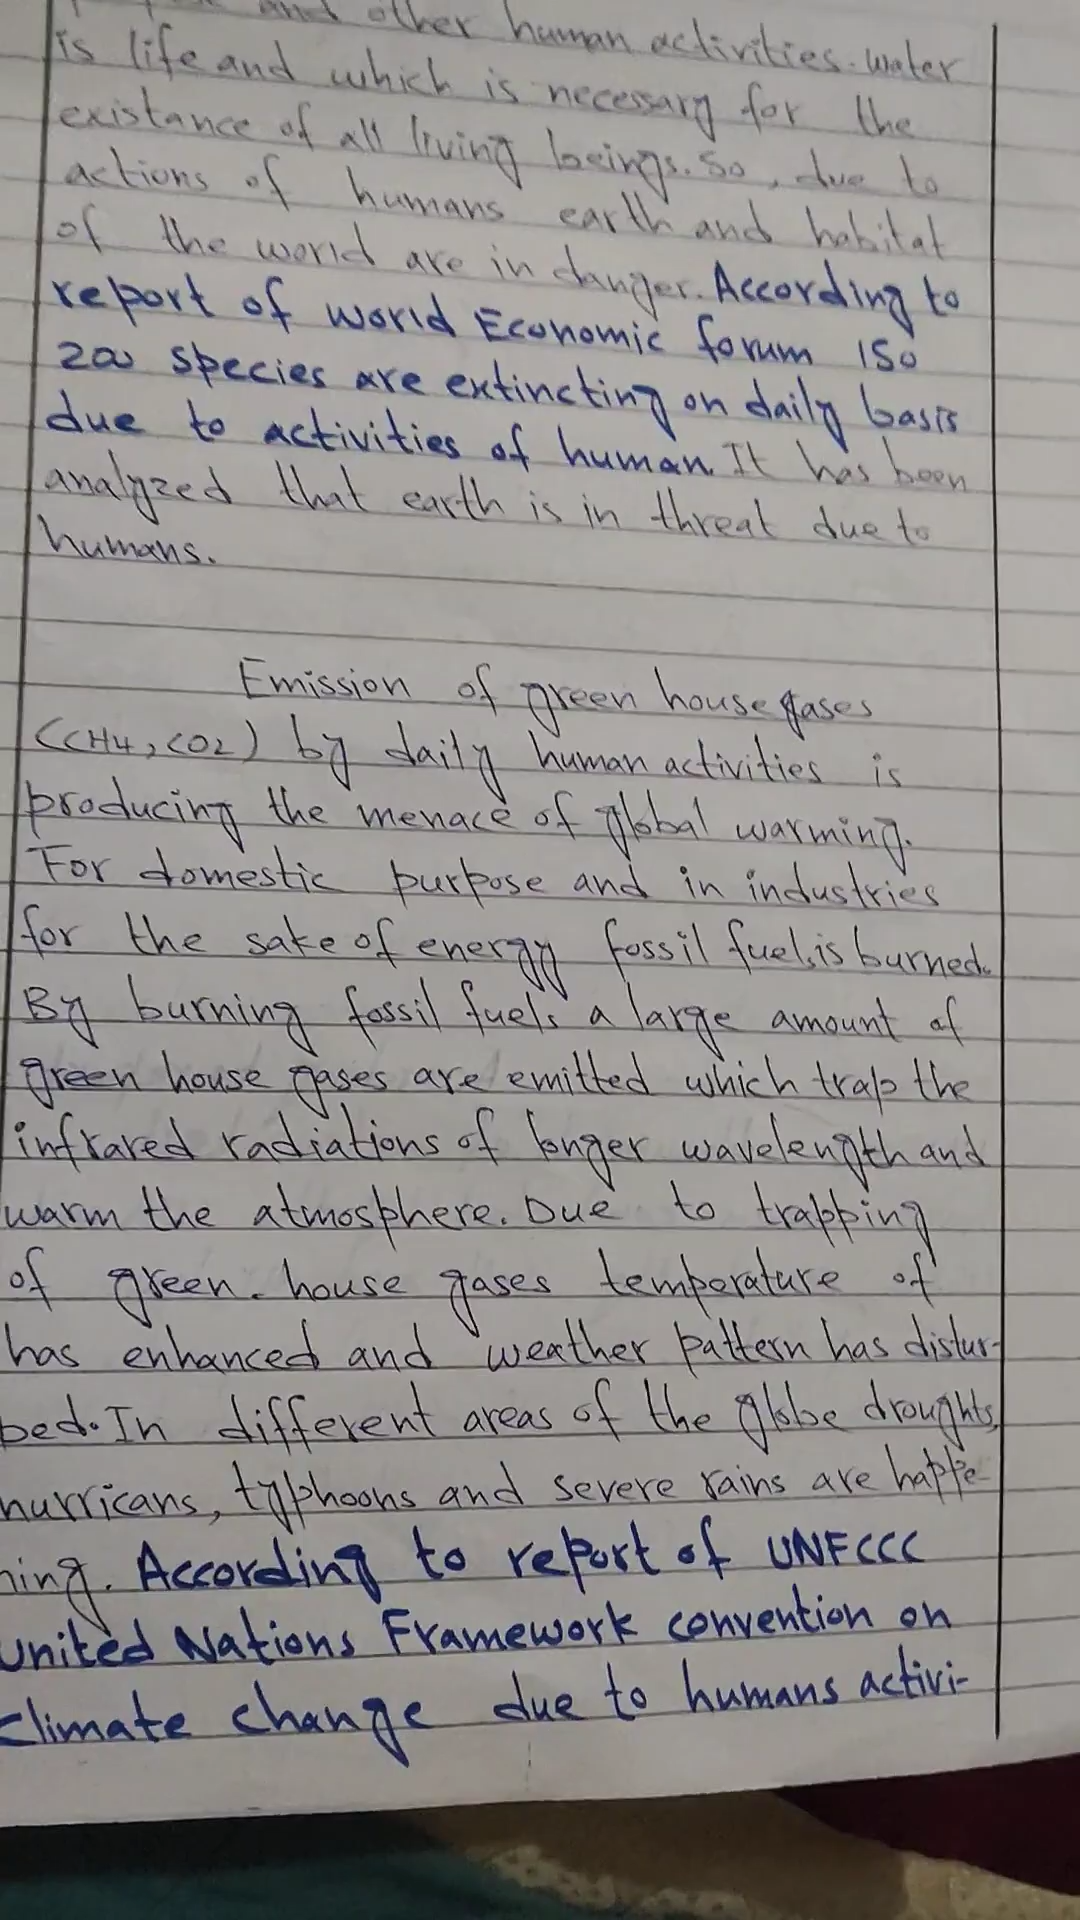 and other human activities. water
is life and which is necessary for the
existance of all living beings. So, due to
actions of humans earth and habitat
of the world are in danger. According to
report of world Economic forum 150
200 species are extincting on daily basis
due to activities of human. It has been
analyzed that earth is in threat due to
humans.
Emission of green house gases
(CH4, CO2) by daily human activities is
producing the menace of global warming.
For domestic purpose and in industries
for the sake of energy fossil fuels is burned.
By burning fossil fuels a large amount of
green house gases are emitted which trap the
infrared radiations of longer wavelength and
warm the atmosphere. Due to trapping
of green house gases temperature of
has enhanced and weather pattern has distur-
bed. In different areas of the globe droughts,
hurricans, typhoons and severe rains are happe-
ning. According to report of UNFCCC
United Nations Framework convention on
climate change due to humans activi-